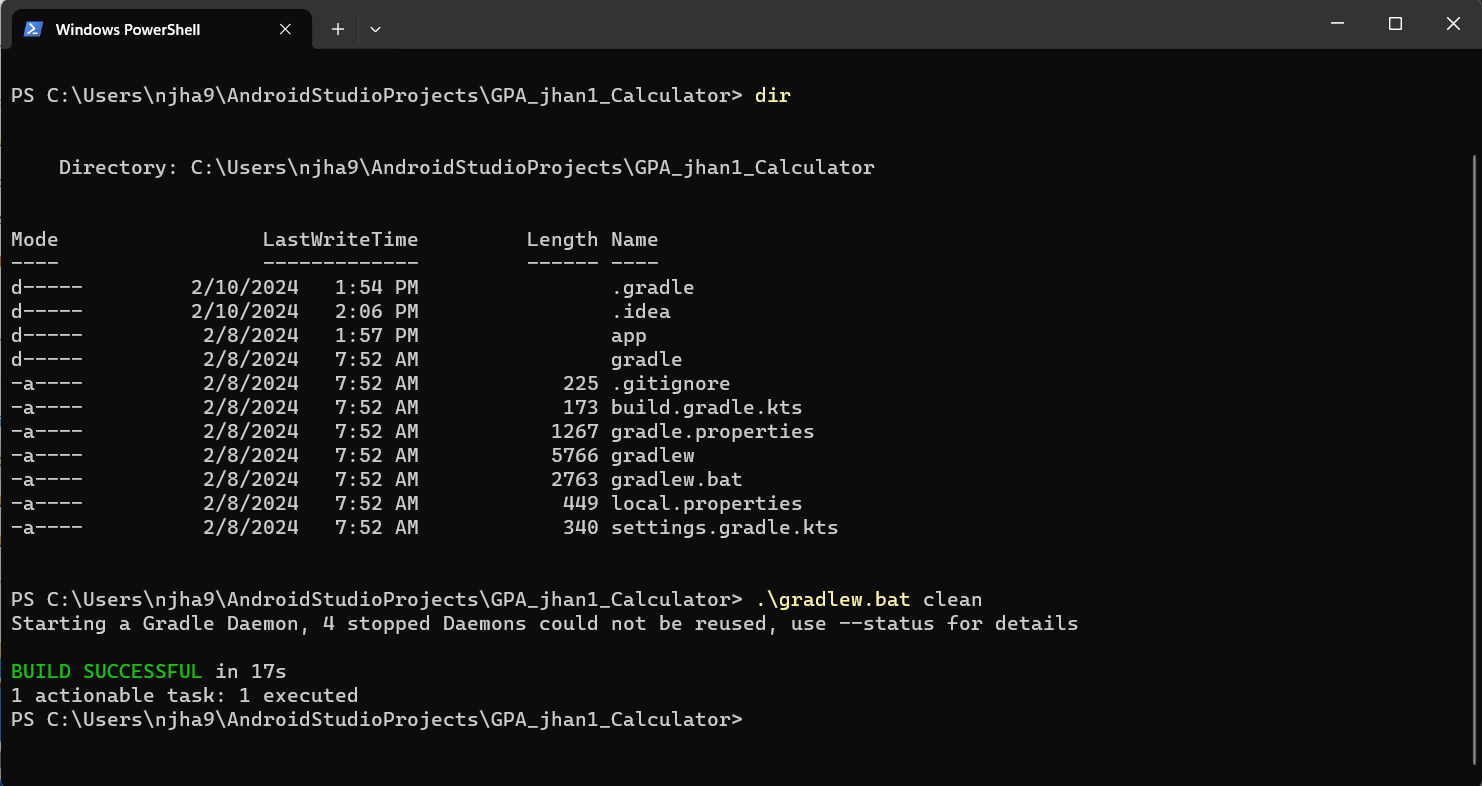 Windows PowerShell
PS C:\Users\njha9\AndroidStudioProjects\GPA_jhan1_Calculator> dir
    Directory: C:\Users\njha9\AndroidStudioProjects\GPA_jhan1_Calculator
Mode                 LastWriteTime         Length Name
----                 -------------         ------ ----
d-----         2/10/2024   1:54 PM                .gradle
d-----         2/10/2024   2:06 PM                .idea
d-----          2/8/2024   1:57 PM                app
d-----          2/8/2024   7:52 AM                gradle
-a----          2/8/2024   7:52 AM            225 .gitignore
-a----          2/8/2024   7:52 AM            173 build.gradle.kts
-a----          2/8/2024   7:52 AM           1267 gradle.properties
-a----          2/8/2024   7:52 AM           5766 gradlew
-a----          2/8/2024   7:52 AM           2763 gradlew.bat
-a----          2/8/2024   7:52 AM            449 local.properties
-a----          2/8/2024   7:52 AM            340 settings.gradle.kts
PS C:\Users\njha9\AndroidStudioProjects\GPA_jhan1_Calculator> .\gradlew.bat clean
Starting a Gradle Daemon, 4 stopped Daemons could not be reused, use --status for details
BUILD SUCCESSFUL in 17s
1 actionable task: 1 executed
PS C:\Users\njha9\AndroidStudioProjects\GPA_jhan1_Calculator>